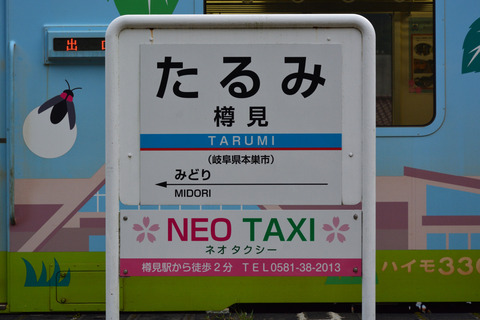 出口
たるみ
樽見
TARUMI
(岐阜県本巣市)
みどり
MIDORI
NEO TAXI
ネオタクシー
樽見駅から徒歩2分 TEL0581-38-2013
ハイモ330